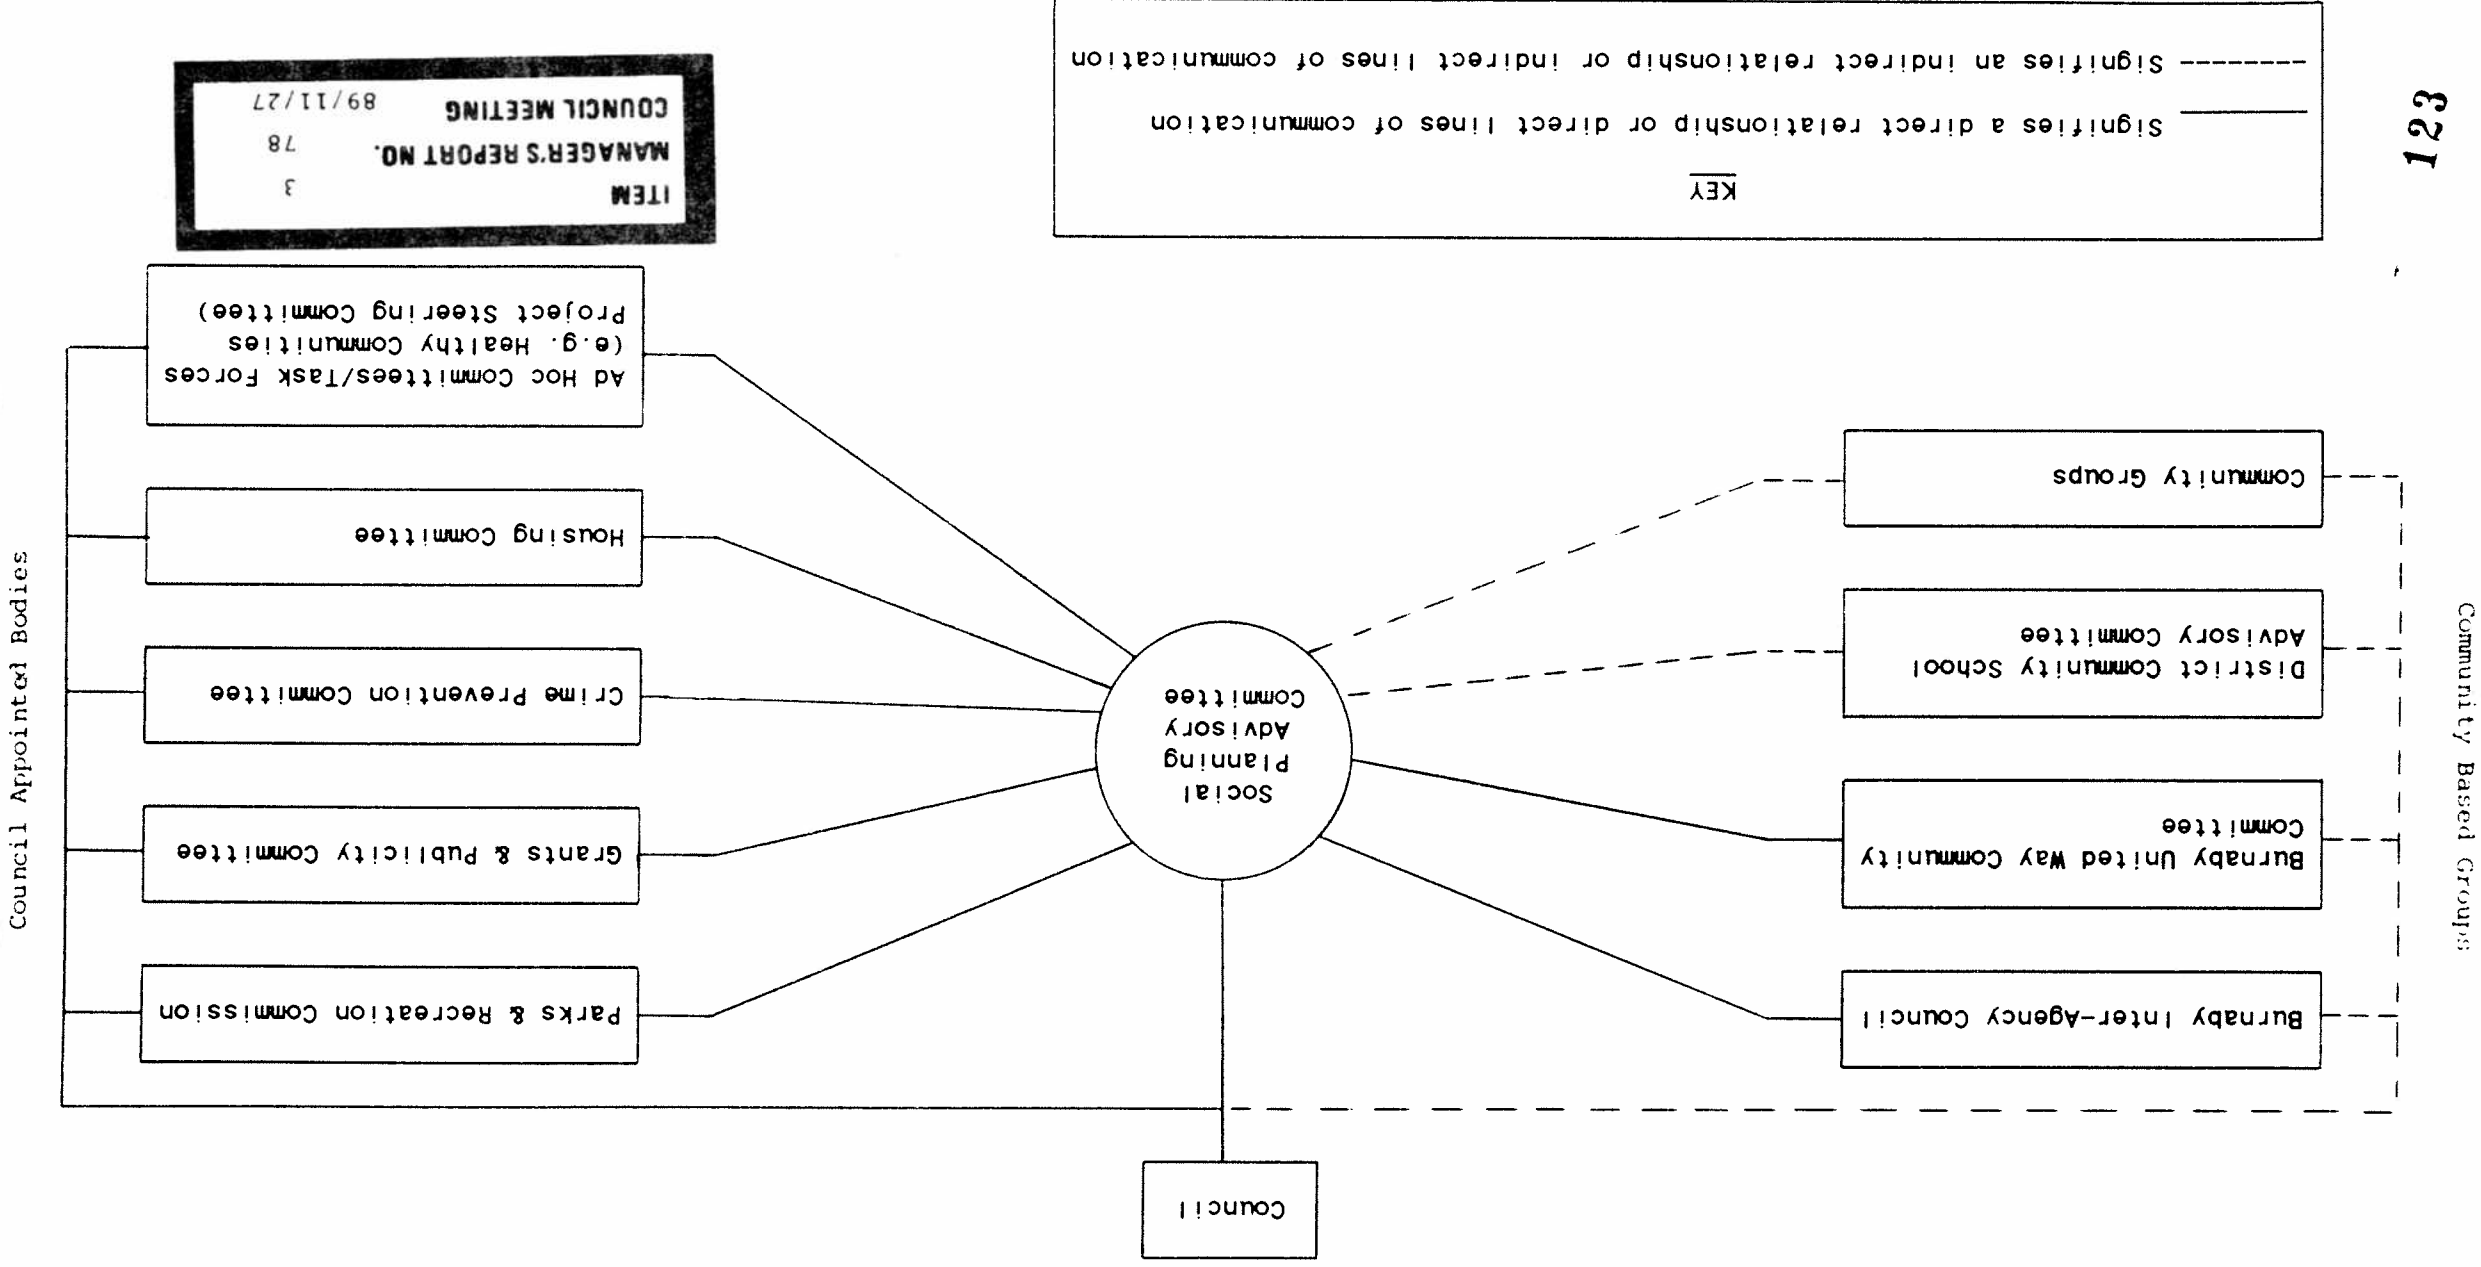 Council
Burnaby Inter-Agency Council
Burnaby United Way Community
Committee
District Community School
Advisory Committee
Community Groups
Community Based Groups
Social
Planning
Advisory
Committee
Parks & Recreation Commission
Grants & Publicity Committee
Crime Prevention Committee
Housing Committee
Ad Hoc Committees/Task Forces
(e.g. Healthy Communities
Project Steering Committee)
Council Appointed Bodies
KEY
Signifies a direct relationship or direct lines of communication
Signifies an indirect relationship or indirect lines of communication
ITEM 3
MANAGER'S REPORT NO. 78
COUNCIL MEETING 89/11/27
123